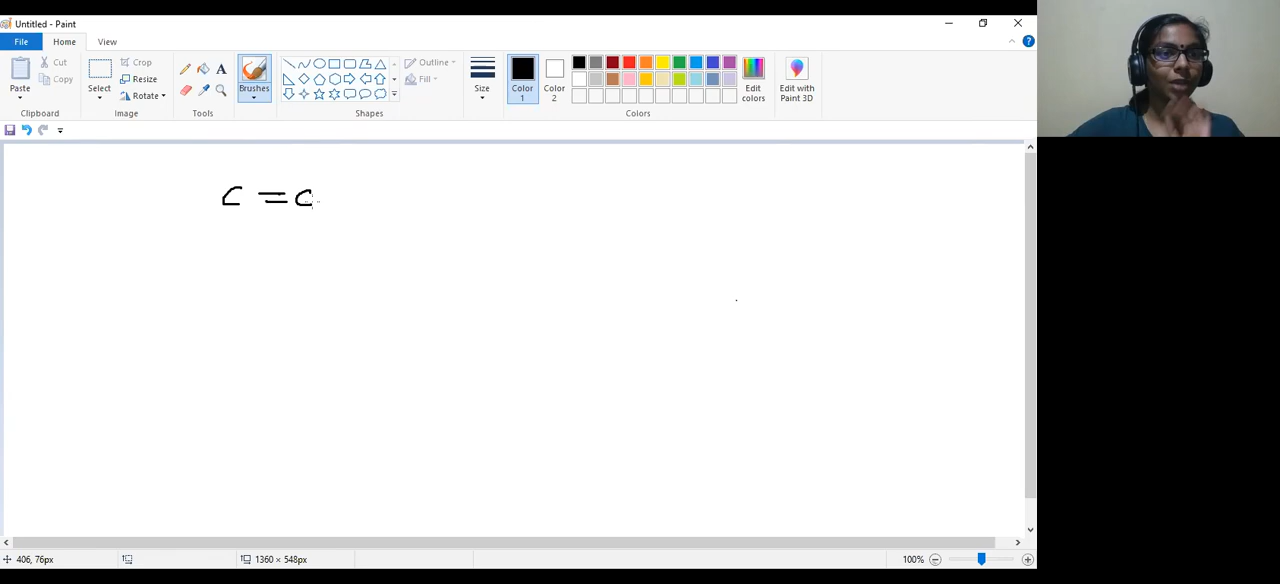 Untitled - Paint
File Home View
Paste Cut Copy Clipboard
Select Crop Resize Rotate Image
Tools
Brushes
Shapes
Outline Fill
Size
Color 1 Color 2 Colors
Edit colors
Edit with Paint 3D
c = c
406, 76px 1360 × 548px 100%